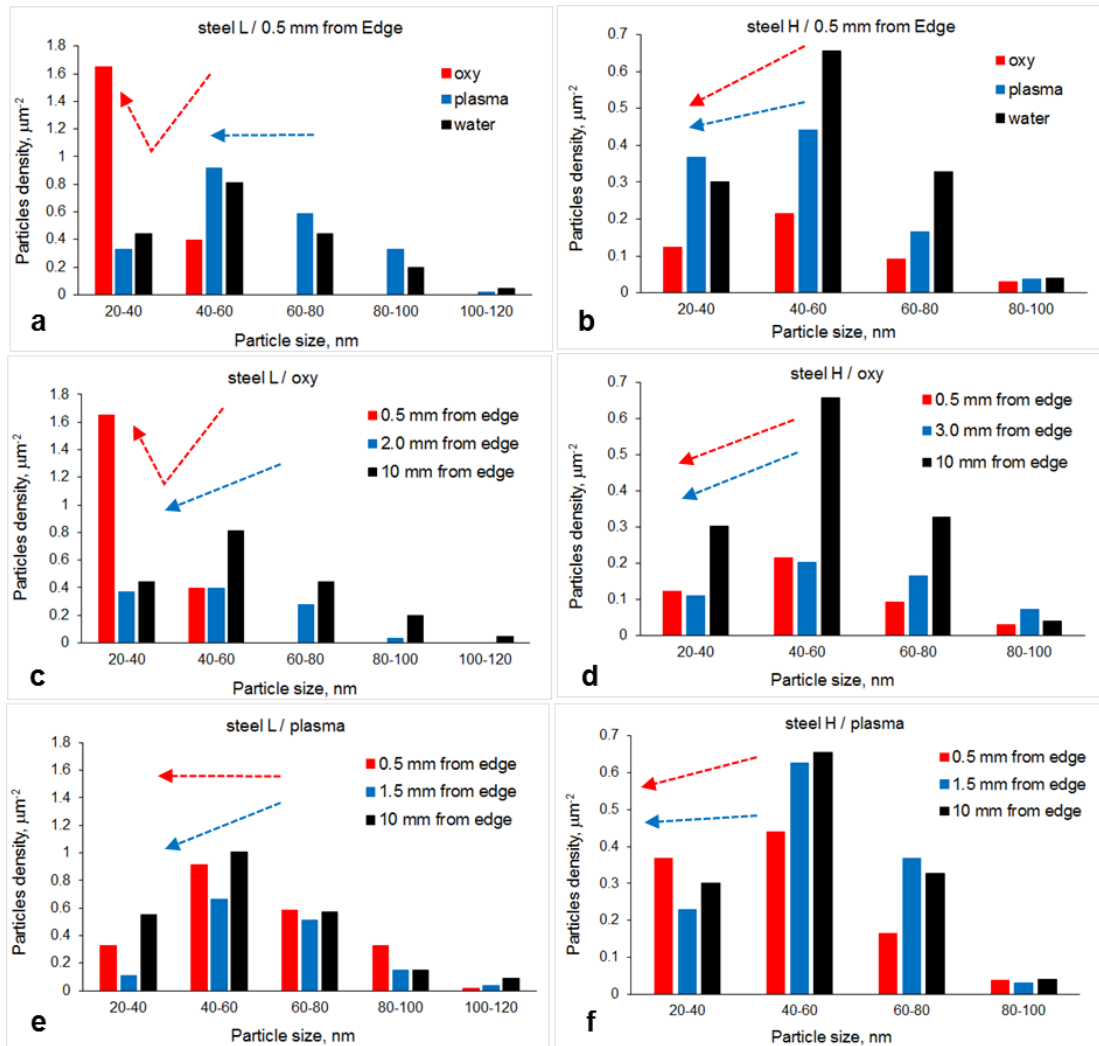 steel L / 0.5 mm from Edge
Particles density, µm-2
1.8
1.6
1.4
1.2
1
0.8
0.6
0.4
0.2
0
oxy
plasma
water
20-40
40-60
60-80
80-100
100-120
Particle size, nm
a
steel H / 0.5 mm from Edge
Particles density, µm-2
0.7
0.6
0.5
0.4
0.3
0.2
0.1
0
oxy
plasma
water
20-40
40-60
60-80
80-100
Particle size, nm
b
steel L / oxy
Particles density, µm-2
1.8
1.6
1.4
1.2
1
0.8
0.6
0.4
0.2
0
0.5 mm from edge
2.0 mm from edge
10 mm from edge
20-40
40-60
60-80
80-100
100-120
Particle size, nm
c
steel H / oxy
Particles density, µm-2
0.7
0.6
0.5
0.4
0.3
0.2
0.1
0
0.5 mm from edge
3.0 mm from edge
10 mm from edge
20-40
40-60
60-80
80-100
Particle size, nm
d
steel L / plasma
Particles density, µm-2
1.8
1.6
1.4
1.2
1
0.8
0.6
0.4
0.2
0
0.5 mm from edge
1.5 mm from edge
10 mm from edge
20-40
40-60
60-80
80-100
100-120
Particle size, nm
e
steel H / plasma
Particles density, µm-2
0.7
0.6
0.5
0.4
0.3
0.2
0.1
0
0.5 mm from edge
1.5 mm from edge
10 mm from edge
20-40
40-60
60-80
80-100
Particle size, nm
f